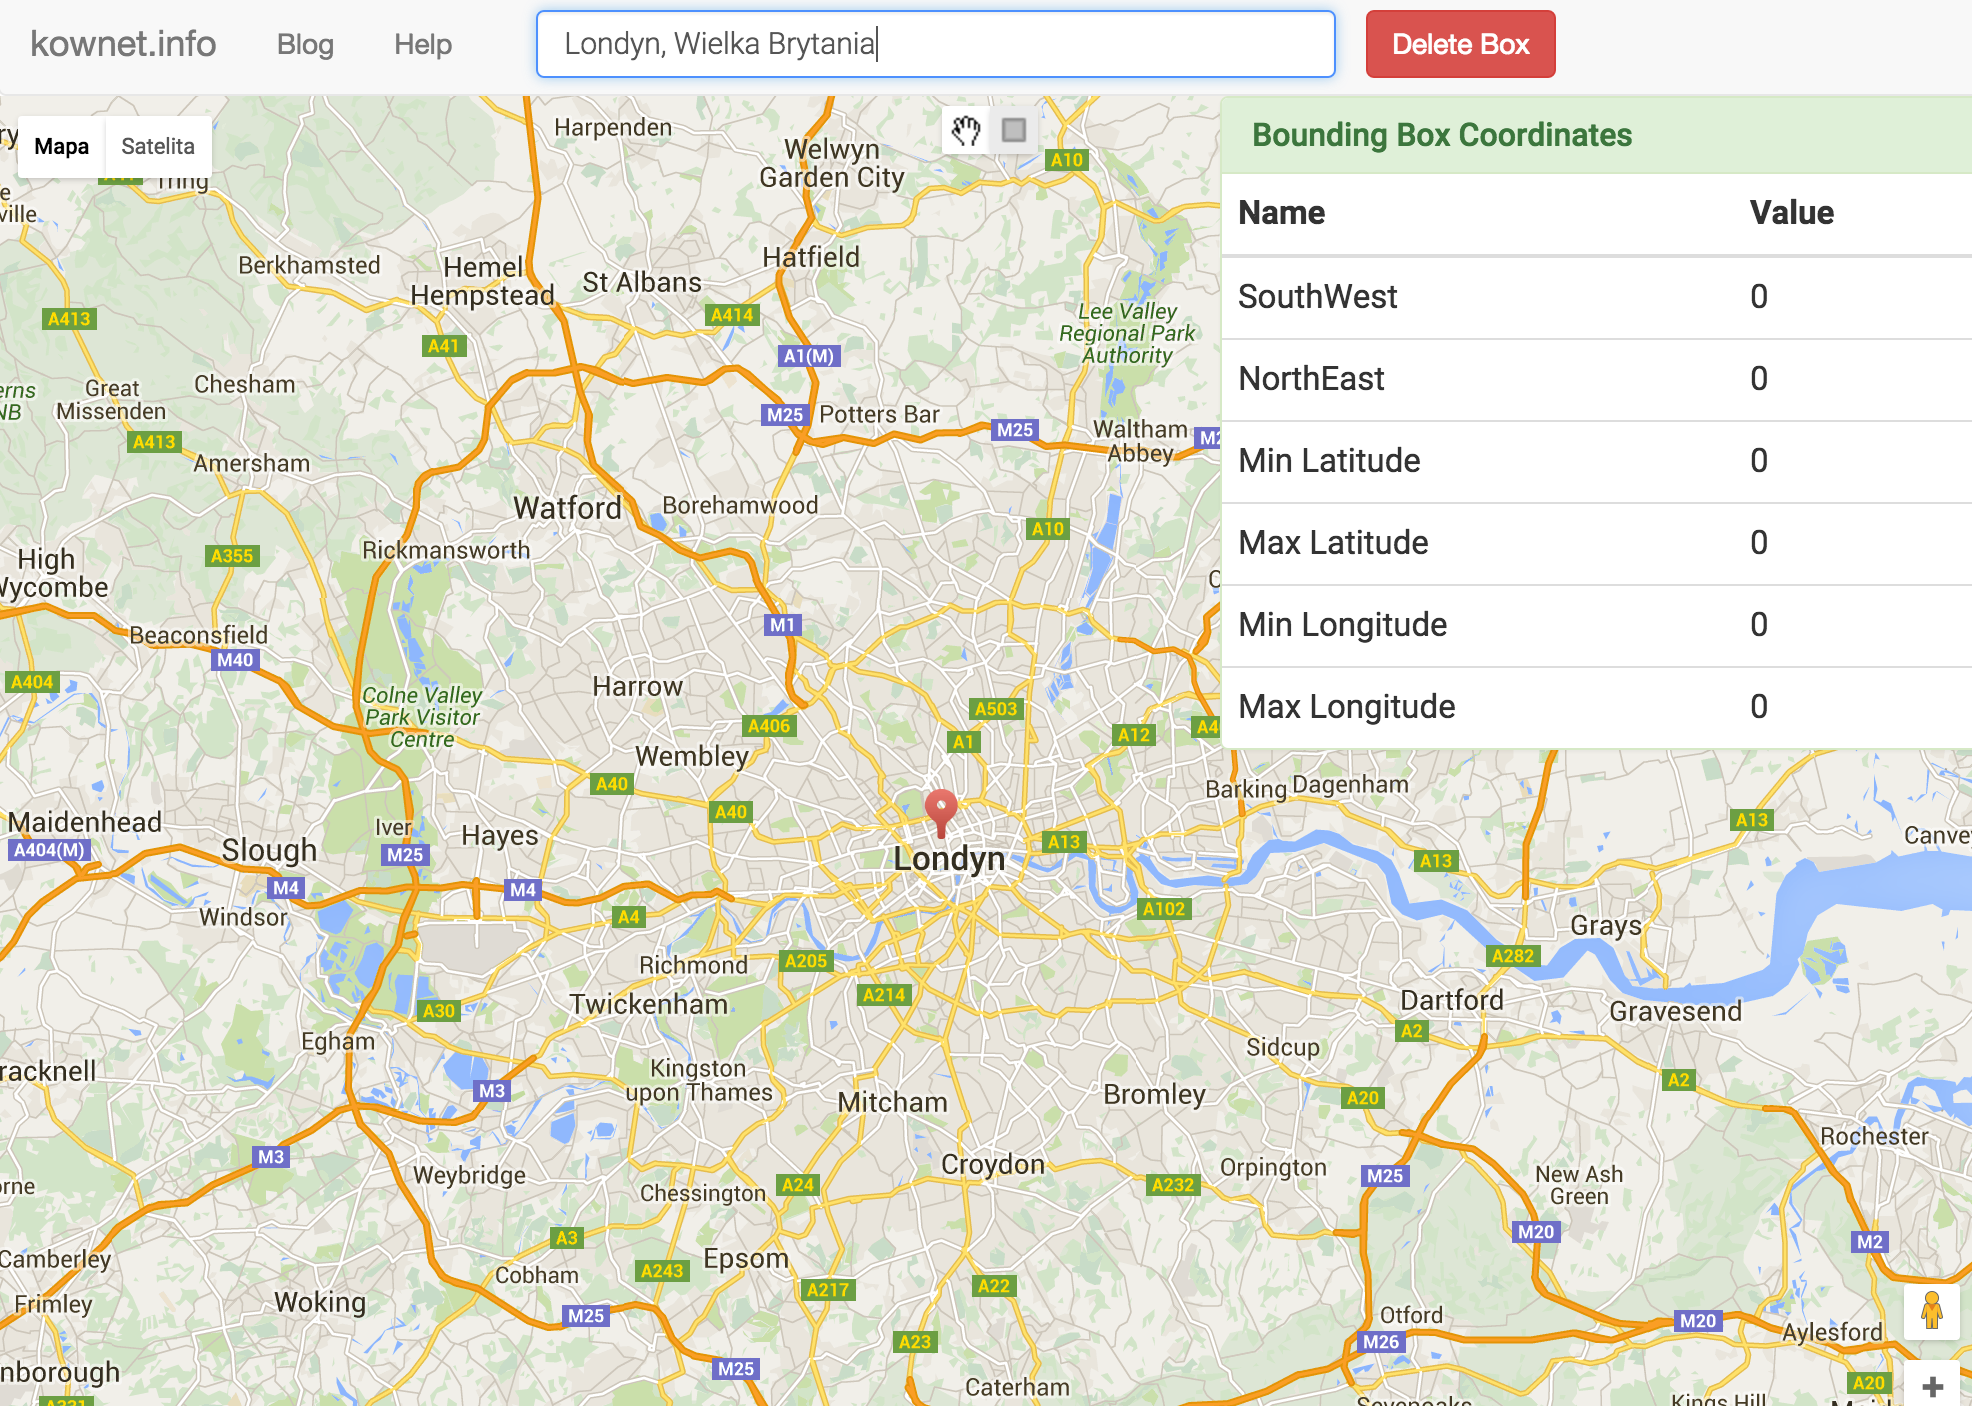 kownet.info
Blog
Help
Londyn, Wielka Brytania
Delete Box
Mapa
Satelita
Bounding Box Coordinates
Name Value
SouthWest 0
NorthEast 0
Min Latitude 0
Max Latitude 0
Min Longitude 0
Max Longitude 0
Harpenden
Welwyn
Garden City
A10
Tring
ville
Berkhamsted
Hemel
Hempstead
St Albans
Hatfield
A413
A414
A41
A1(M)
Lee Valley
Regional Park
Authority
Great
Missenden
Chesham
M25
Potters Bar
M25
Waltham
Abbey
A413
Amersham
Watford
Borehamwood
A10
High
Wycombe
A355
Rickmansworth
Beaconsfield
M40
M1
A404
Colne Valley
Park Visitor
Centre
Harrow
A406
A503
A1
A12
Wembley
A40
A40
Barking
Dagenham
A13
Maidenhead
A404(M)
Slough
Iver
M25
Hayes
Londyn
A13
A13
M4
M4
Windsor
A4
A102
Grays
Richmond
A205
A282
Twickenham
A214
Dartford
Gravesend
A30
A2
Egham
Sidcup
racknell
M3
Kingston
upon Thames
Mitcham
Bromley
A20
A2
M3
Rochester
Weybridge
Croydon
Orpington
M25
New Ash
Green
Chessington
A24
A232
A3
M20
M2
Camberley
Cobham
A243
Epsom
A217
A22
Frimley
Woking
M25
Otford
M20
Aylesford
A23
M26
nborough
M25
Caterham
A20
Sevenoaks
Kings Hill